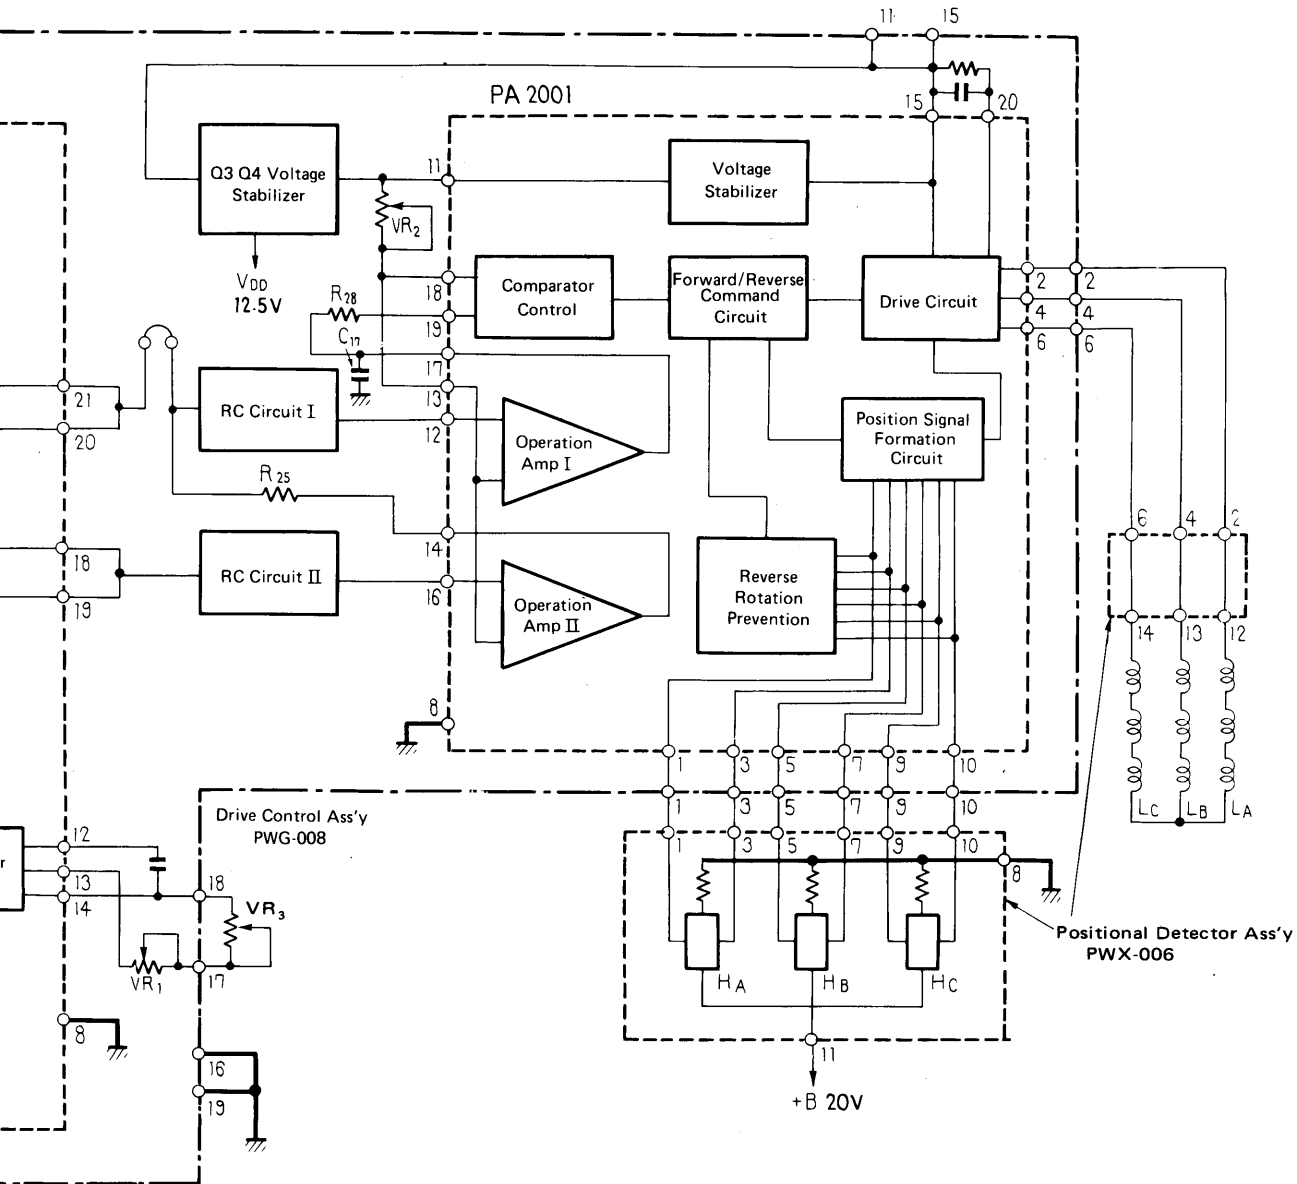 11 15
PA 2001
15 20
Q3 Q4 Voltage
Stabilizer
11
Voltage
Stabilizer
VR2
VDD
12.5V
18
Comparator
Control
Forward/Reverse
Command
Circuit
Drive Circuit
2 2
4 4
6 6
R28
19
C17
17
13
21
20
RC Circuit I
12
Operation
Amp I
Position Signal
Formation
Circuit
R25
14
18
19
RC Circuit II
16
Operation
Amp II
Reverse
Rotation
Prevention
6 4 2
14 13 12
LC LB LA
8
1 3 5 7 9 10
1 3 5 7 9 10
1 3 5 7 9 10
Drive Control Ass'y
PWG-008
r
12
13
14
18
VR3
VR1
17
8
16
19
8
HA HB HC
Positional Detector Ass'y
PWX-006
11
+B 20V